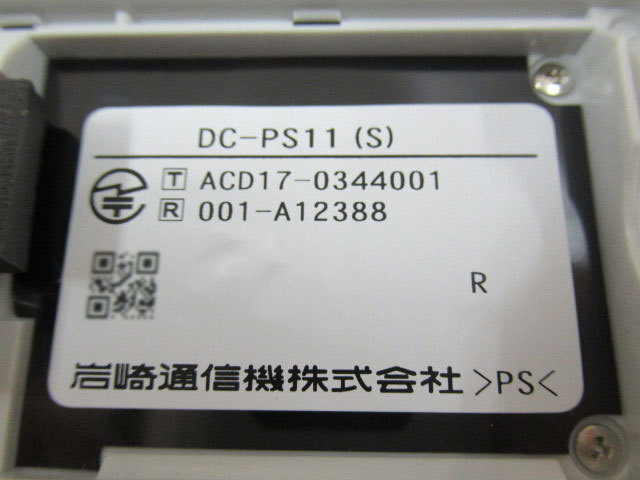 DC-PS11 (S)
T ACD17-0344001
R 001-A12388
R
岩崎通信機株式会社 >PS<